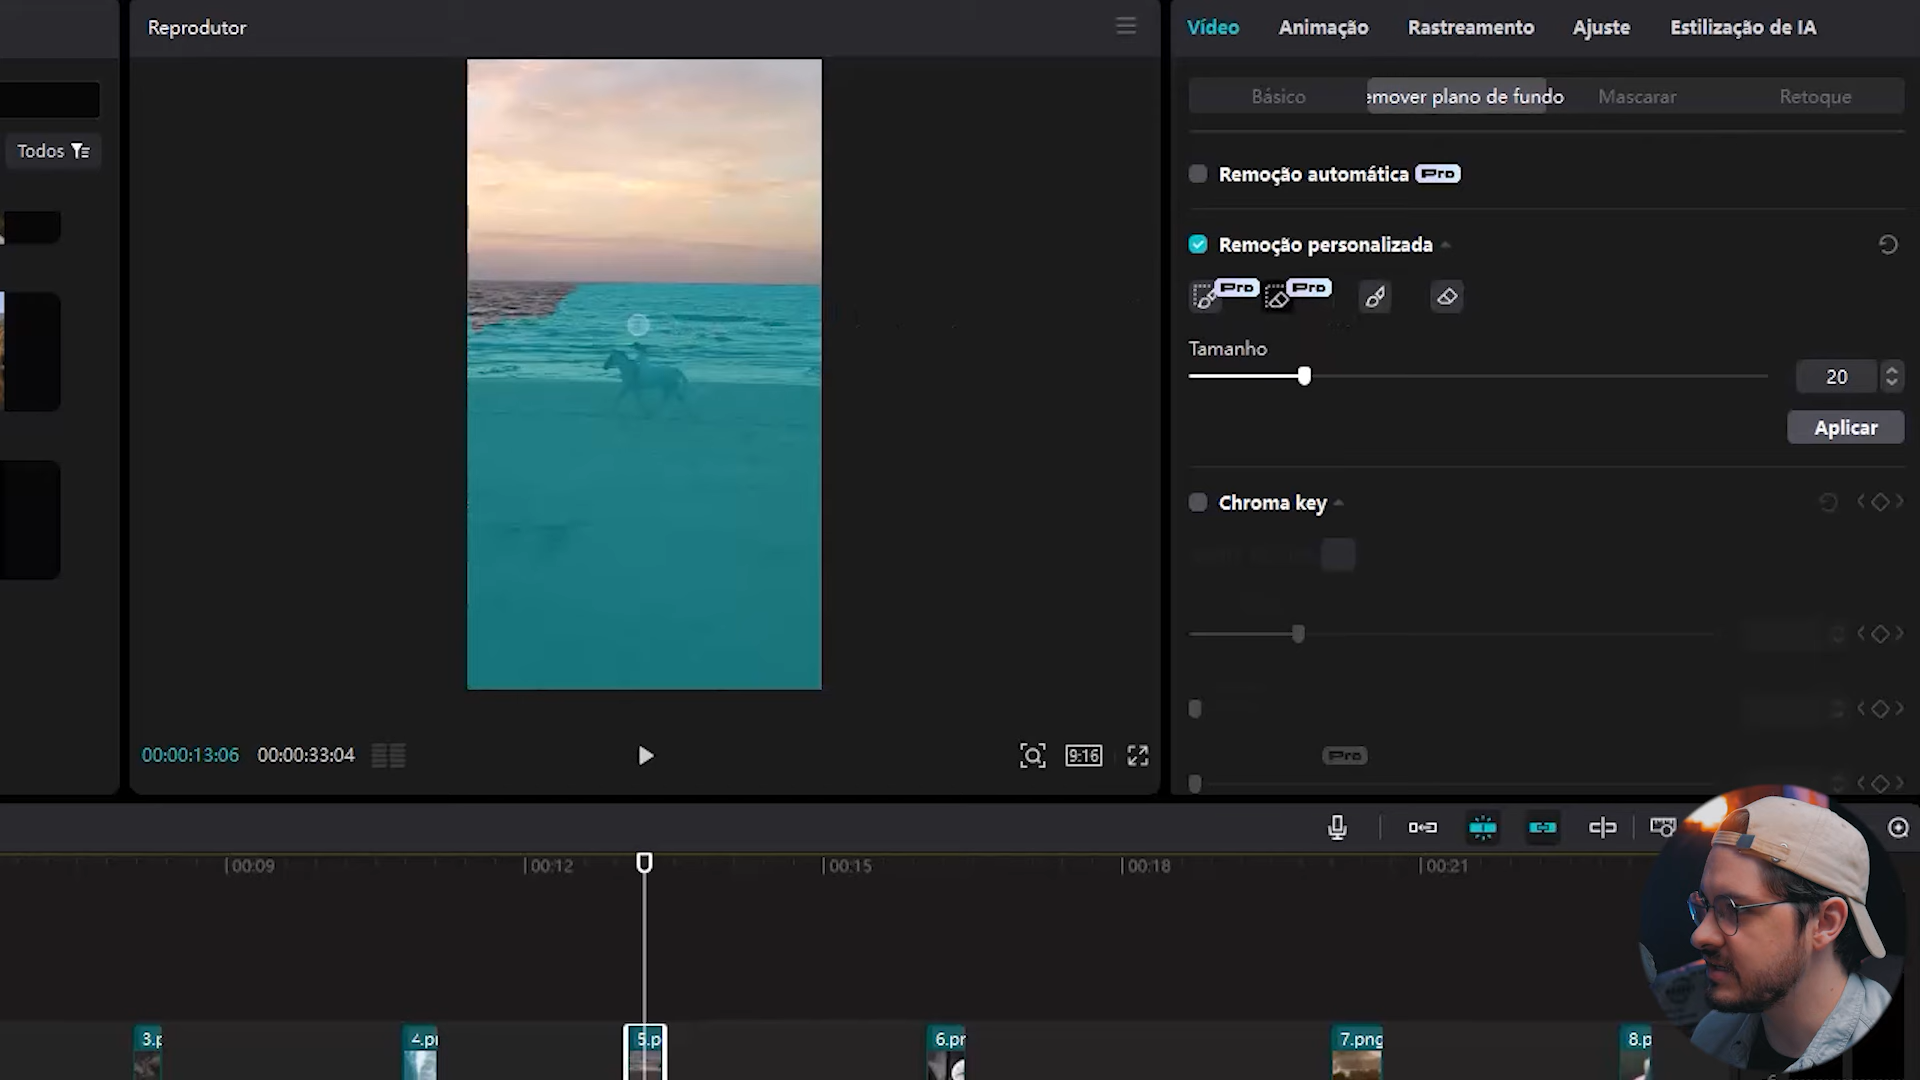 Reprodutor
Todos
Vídeo
Animação
Rastreamento
Ajuste
Estilização de IA
Básico
emover plano de fundo
Mascarar
Retoque
Remoção automática Pro
Remoção personalizada
Pro
Pro
Tamanho
20
Aplicar
Chroma key
Pro
00:00:13:06 00:00:33:04
9:16
00:09
00:12
00:15
00:18
00:21
3.p
4.pr
5.p
6.pr
7.png
8.p